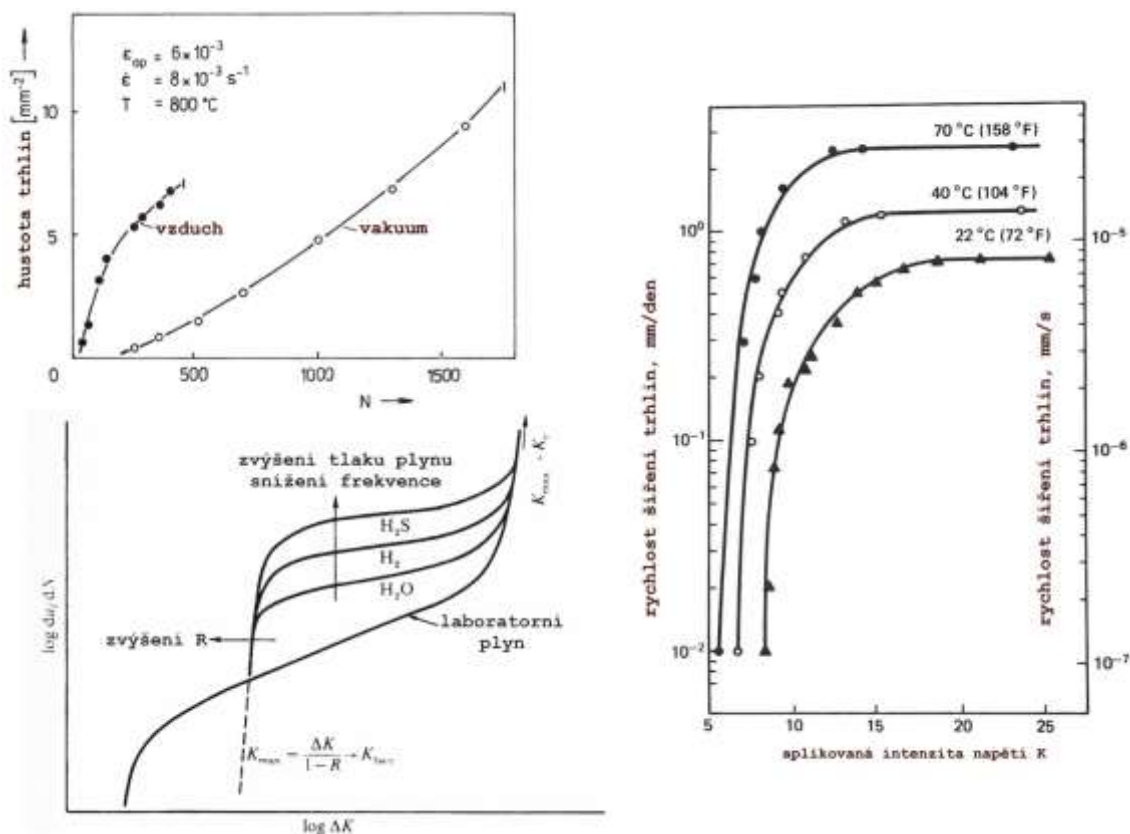 hustota trhlin [mm⁻²]
ε_ap = 6×10⁻³
ε̇ = 8×10⁻³ s⁻¹
T = 800 °C
10
5
0
vzduch
vakuum
500
1000
1500
N
zvýšení tlaku plynu
snížení frekvence
H₂S
H₂
H₂O
laboratorní
plyn
zvýšení R
log da/dN
log ΔK
rychlost šíření trhlin, mm/den
70 °C (158 °F)
40 °C (104 °F)
22 °C (72 °F)
10⁰
10⁻¹
10⁻²
rychlost šíření trhlin, mm/s
10⁻⁵
10⁻⁶
10⁻⁷
5
10
15
20
25
aplikovaná intenzita napětí K